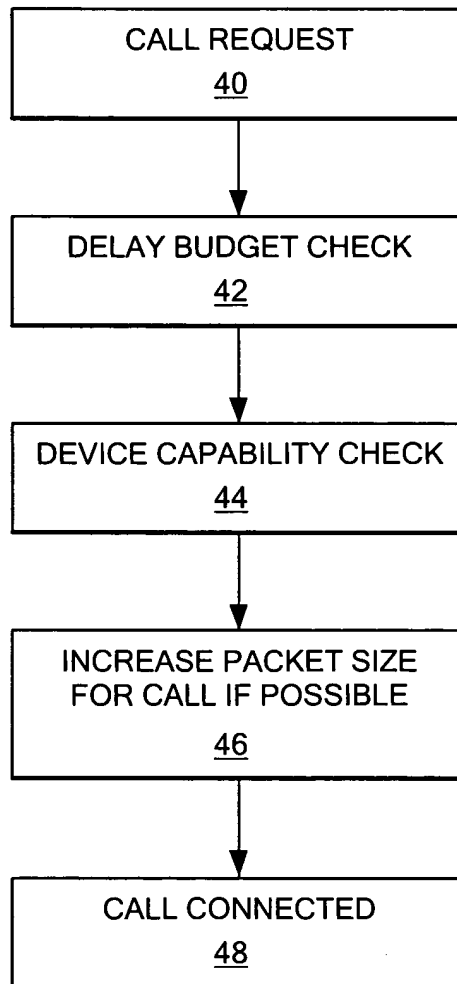 CALL REQUEST
40
DELAY BUDGET CHECK
42
DEVICE CAPABILITY CHECK
44
INCREASE PACKET SIZE
FOR CALL IF POSSIBLE
46
CALL CONNECTED
48